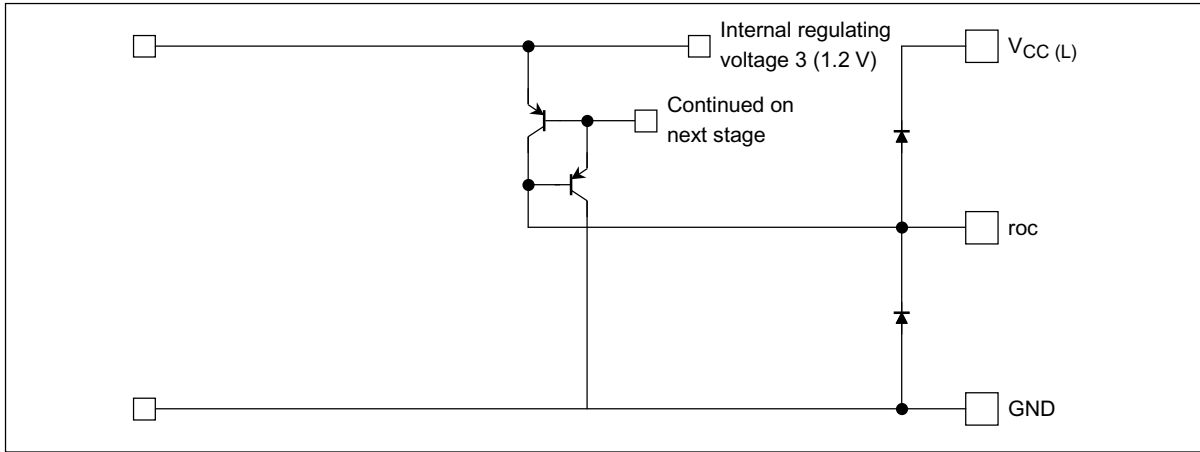 Internal regulating
voltage 3 (1.2 V)
VCC (L)
Continued on
next stage
roc
GND